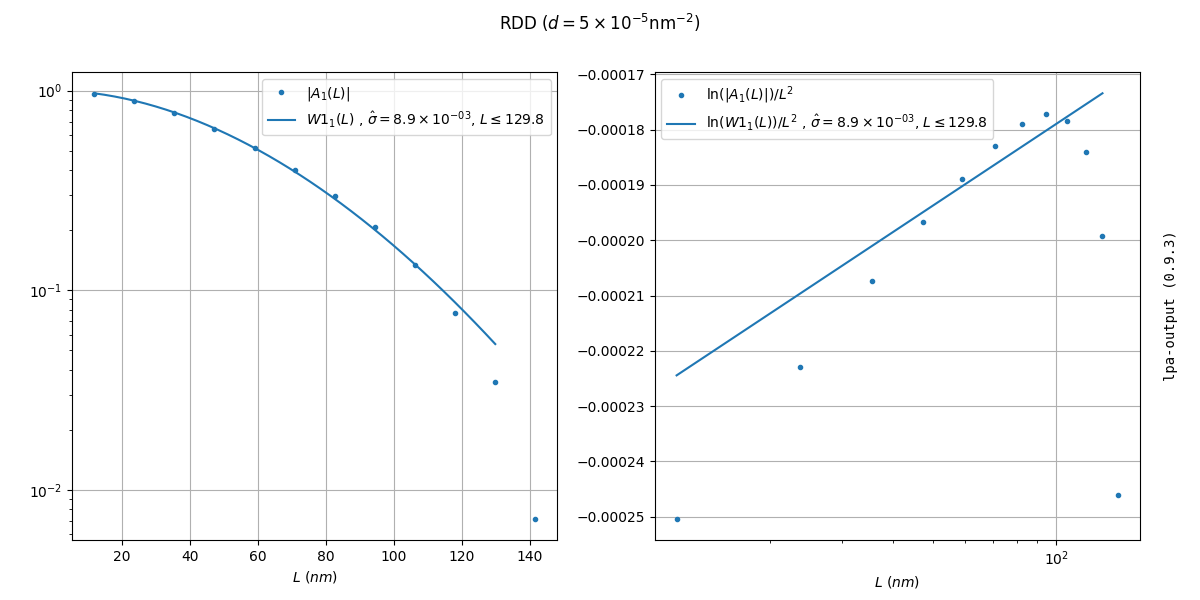 RDD (d = 5 × 10⁻⁵nm⁻²)
|A₁(L)|
W1₁(L) , σ̂ = 8.9 × 10⁻⁰³, L ≤ 129.8
10⁰
10⁻¹
10⁻²
20 40 60 80 100 120 140
L (nm)
ln(|A₁(L)|)/L²
ln(W1₁(L))/L² , σ̂ = 8.9 × 10⁻⁰³, L ≤ 129.8
−0.00017
−0.00018
−0.00019
−0.00020
−0.00021
−0.00022
−0.00023
−0.00024
−0.00025
10²
L (nm)
lpa-output (0.9.3)